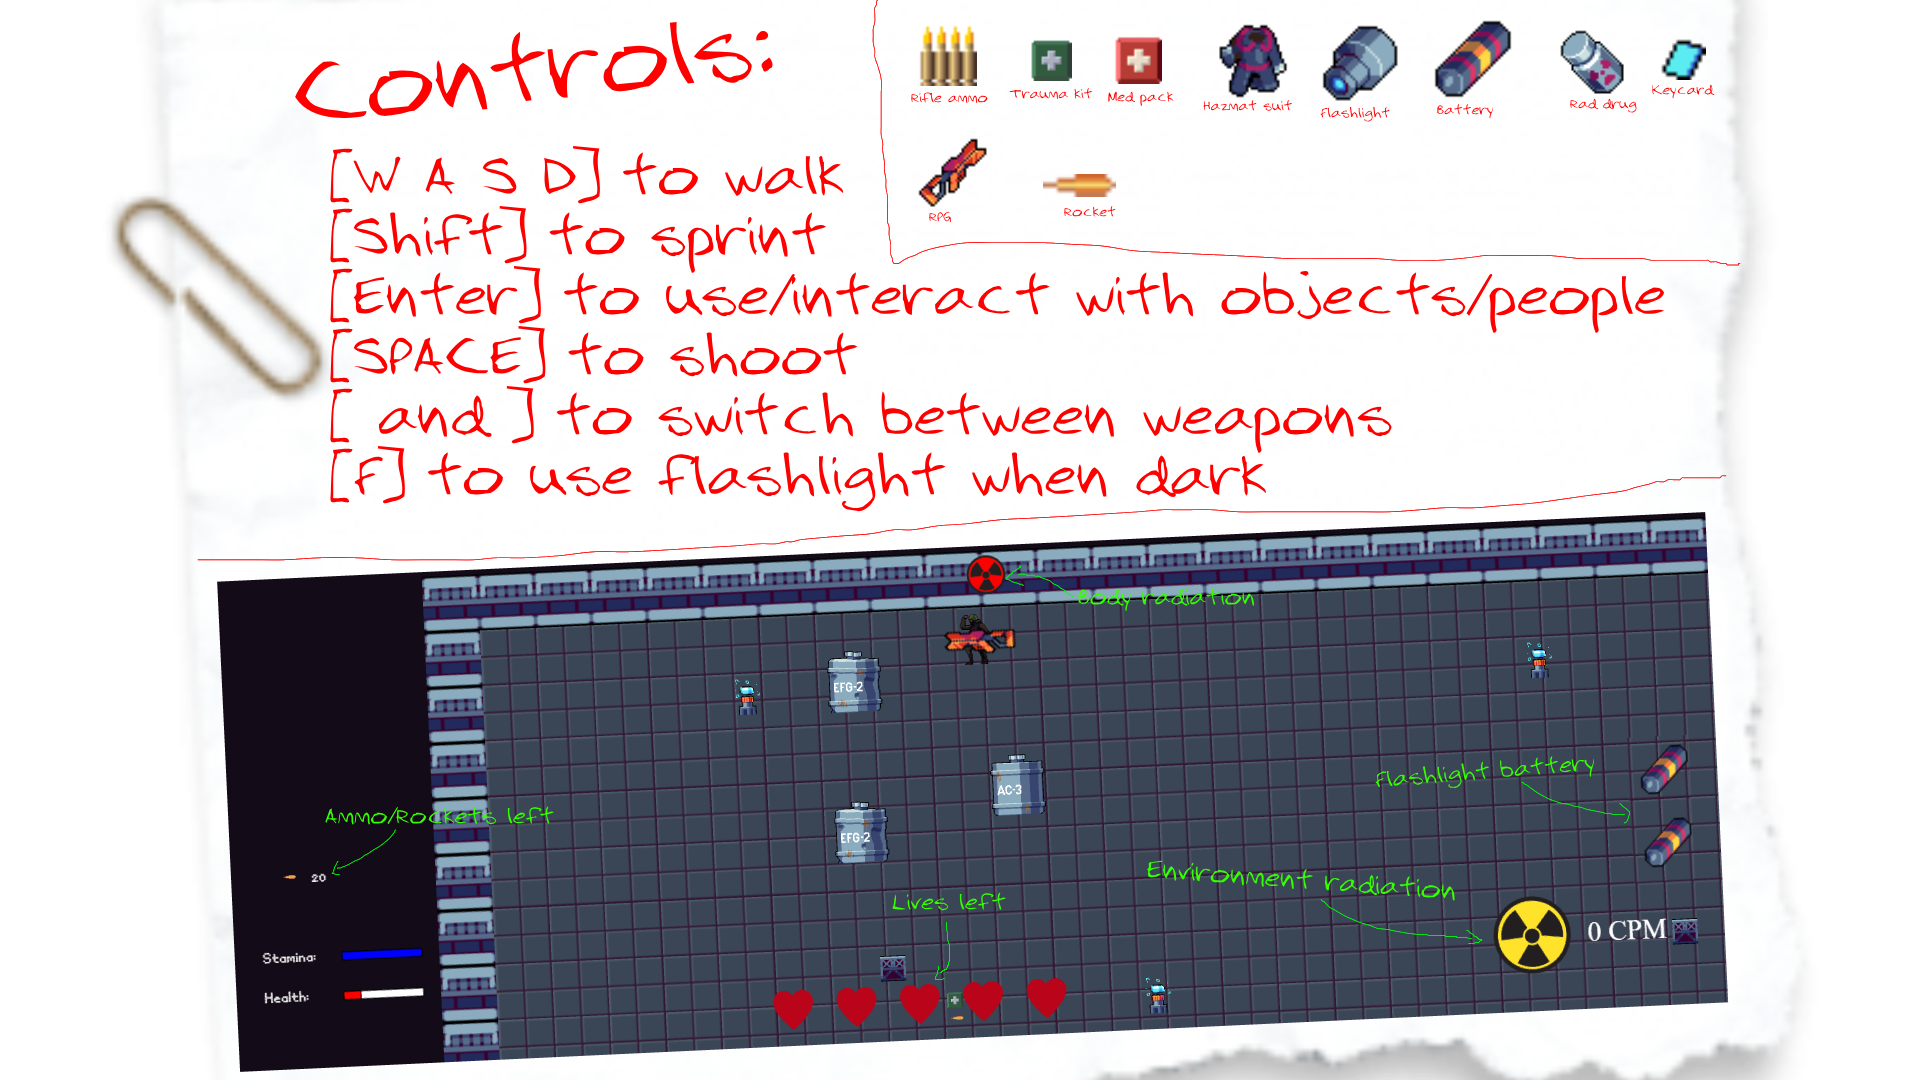 Controls:
Rifle ammo
Trauma kit
Med pack
Hazmat suit
Flashlight
Battery
Rad drug
Keycard
RPG
Rocket
[W A S D] to walk
[Shift] to sprint
[Enter] to use/interact with objects/people
[SPACE] to shoot
[ and ] to switch between weapons
[F] to use flashlight when dark
Body radiation
EFG-2
AC-3
Flashlight battery
Ammo/Rockets left
EFG-2
20
Environment radiation
Lives left
0 CPM
Stamina:
Health: